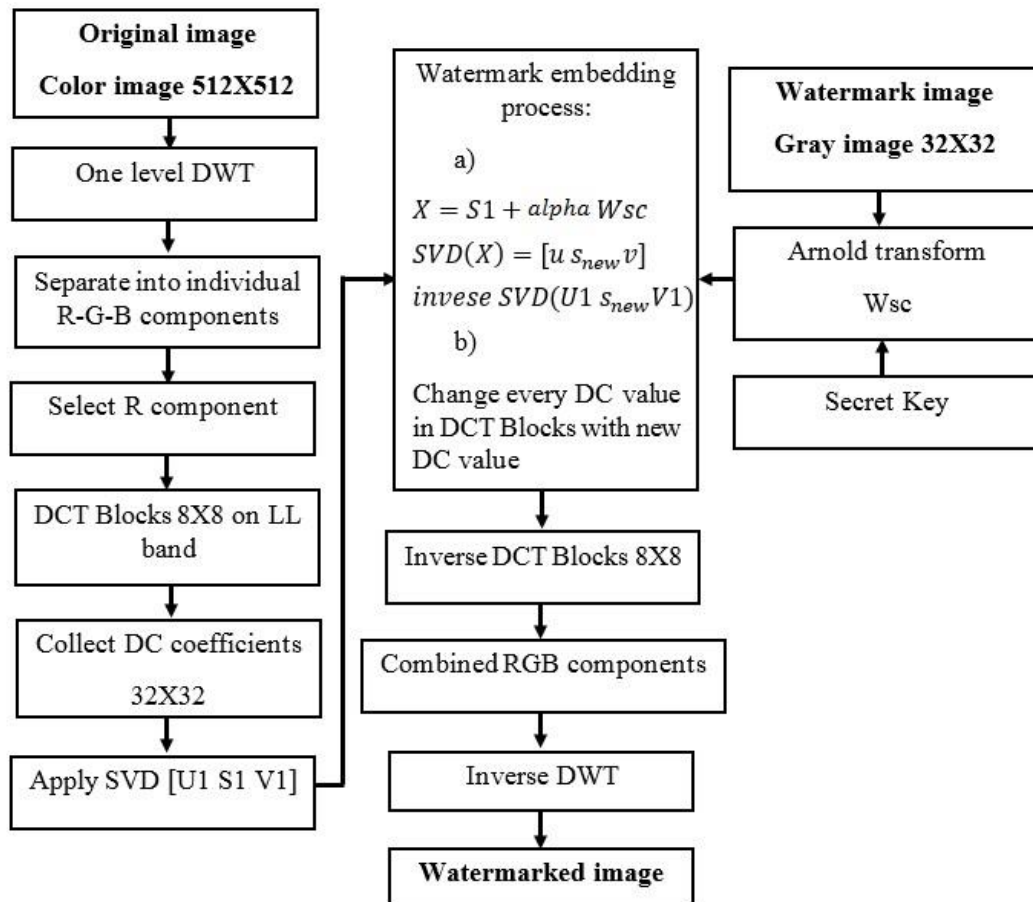 Original image
Color image 512X512
One level DWT
Separate into individual
R-G-B components
Select R component
DCT Blocks 8X8 on LL
band
Collect DC coefficients
32X32
Apply SVD [U1 S1 V1]
Watermark embedding
process:
a)
X = S1 + alpha Wsc
SVD(X) = [u s_new v]
invese SVD(U1 s_new V1)
b)
Change every DC value
in DCT Blocks with new
DC value
Inverse DCT Blocks 8X8
Combined RGB components
Inverse DWT
Watermarked image
Watermark image
Gray image 32X32
Arnold transform
Wsc
Secret Key